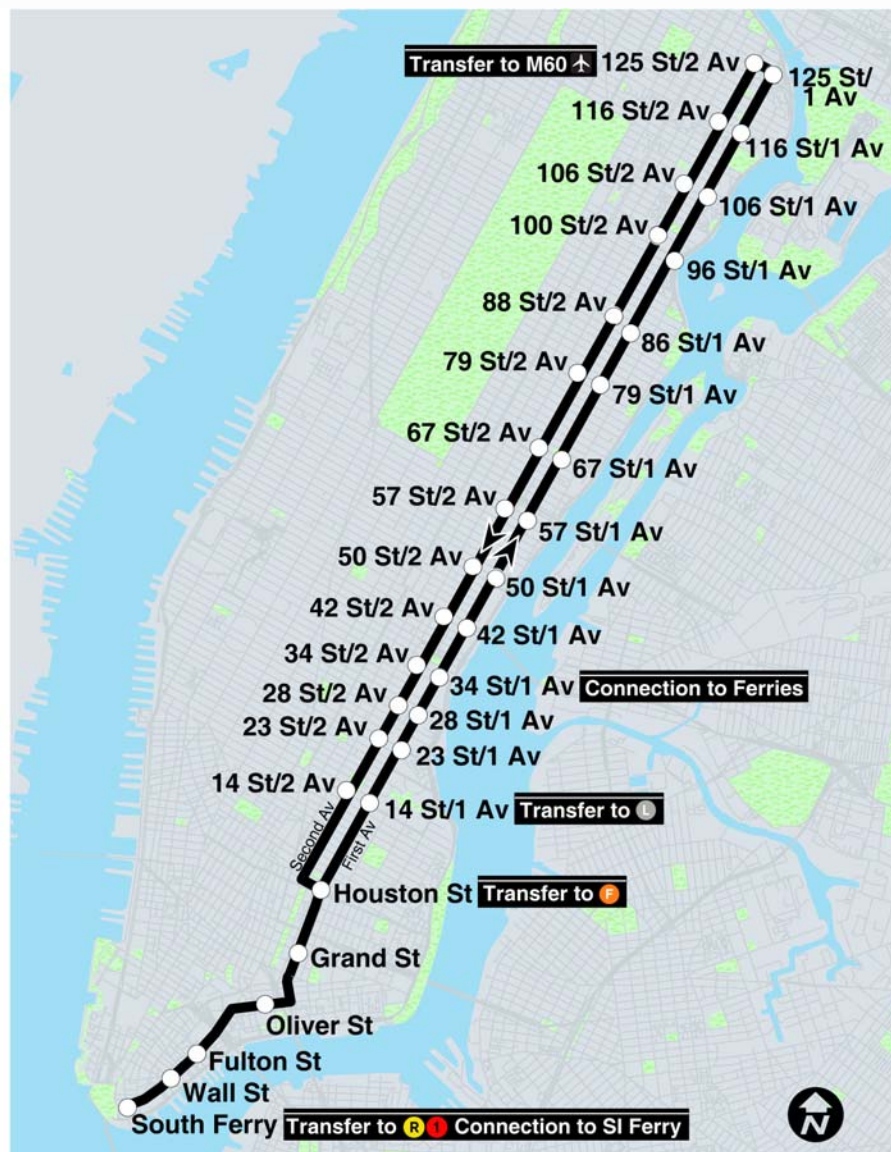 Transfer to M60
125 St/2 Av
125 St/
1 Av
116 St/2 Av
116 St/1 Av
106 St/2 Av
106 St/1 Av
100 St/2 Av
96 St/1 Av
88 St/2 Av
86 St/1 Av
79 St/2 Av
79 St/1 Av
67 St/2 Av
67 St/1 Av
57 St/2 Av
57 St/1 Av
50 St/2 Av
50 St/1 Av
42 St/2 Av
42 St/1 Av
34 St/2 Av
34 St/1 Av Connection to Ferries
28 St/2 Av
28 St/1 Av
23 St/2 Av
23 St/1 Av
14 St/2 Av
14 St/1 Av Transfer to L
Second Av
First Av
Houston St Transfer to F
Grand St
Oliver St
Fulton St
Wall St
South Ferry Transfer to R 1 Connection to SI Ferry
N